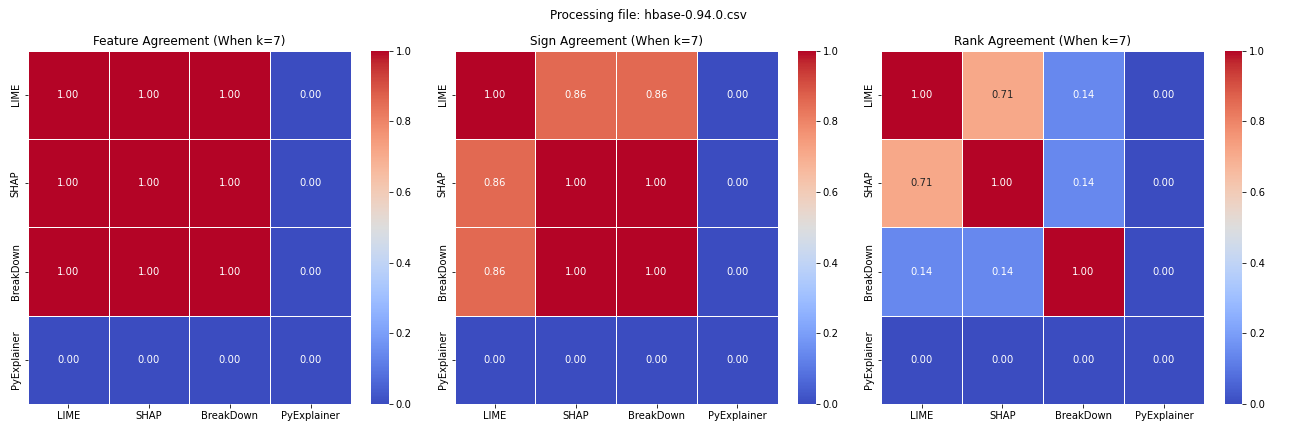 Processing file: hbase-0.94.0.csv
Feature Agreement (When k=7)
LIME
SHAP
BreakDown
PyExplainer
1.00 1.00 1.00 0.00
1.00 1.00 1.00 0.00
1.00 1.00 1.00 0.00
0.00 0.00 0.00 0.00
LIME SHAP BreakDown PyExplainer
1.0
0.8
0.6
0.4
0.2
0.0
Sign Agreement (When k=7)
LIME
SHAP
BreakDown
PyExplainer
1.00 0.86 0.86 0.00
0.86 1.00 1.00 0.00
0.86 1.00 1.00 0.00
0.00 0.00 0.00 0.00
LIME SHAP BreakDown PyExplainer
1.0
0.8
0.6
0.4
0.2
0.0
Rank Agreement (When k=7)
LIME
SHAP
BreakDown
PyExplainer
1.00 0.71 0.14 0.00
0.71 1.00 0.14 0.00
0.14 0.14 1.00 0.00
0.00 0.00 0.00 0.00
LIME SHAP BreakDown PyExplainer
1.0
0.8
0.6
0.4
0.2
0.0